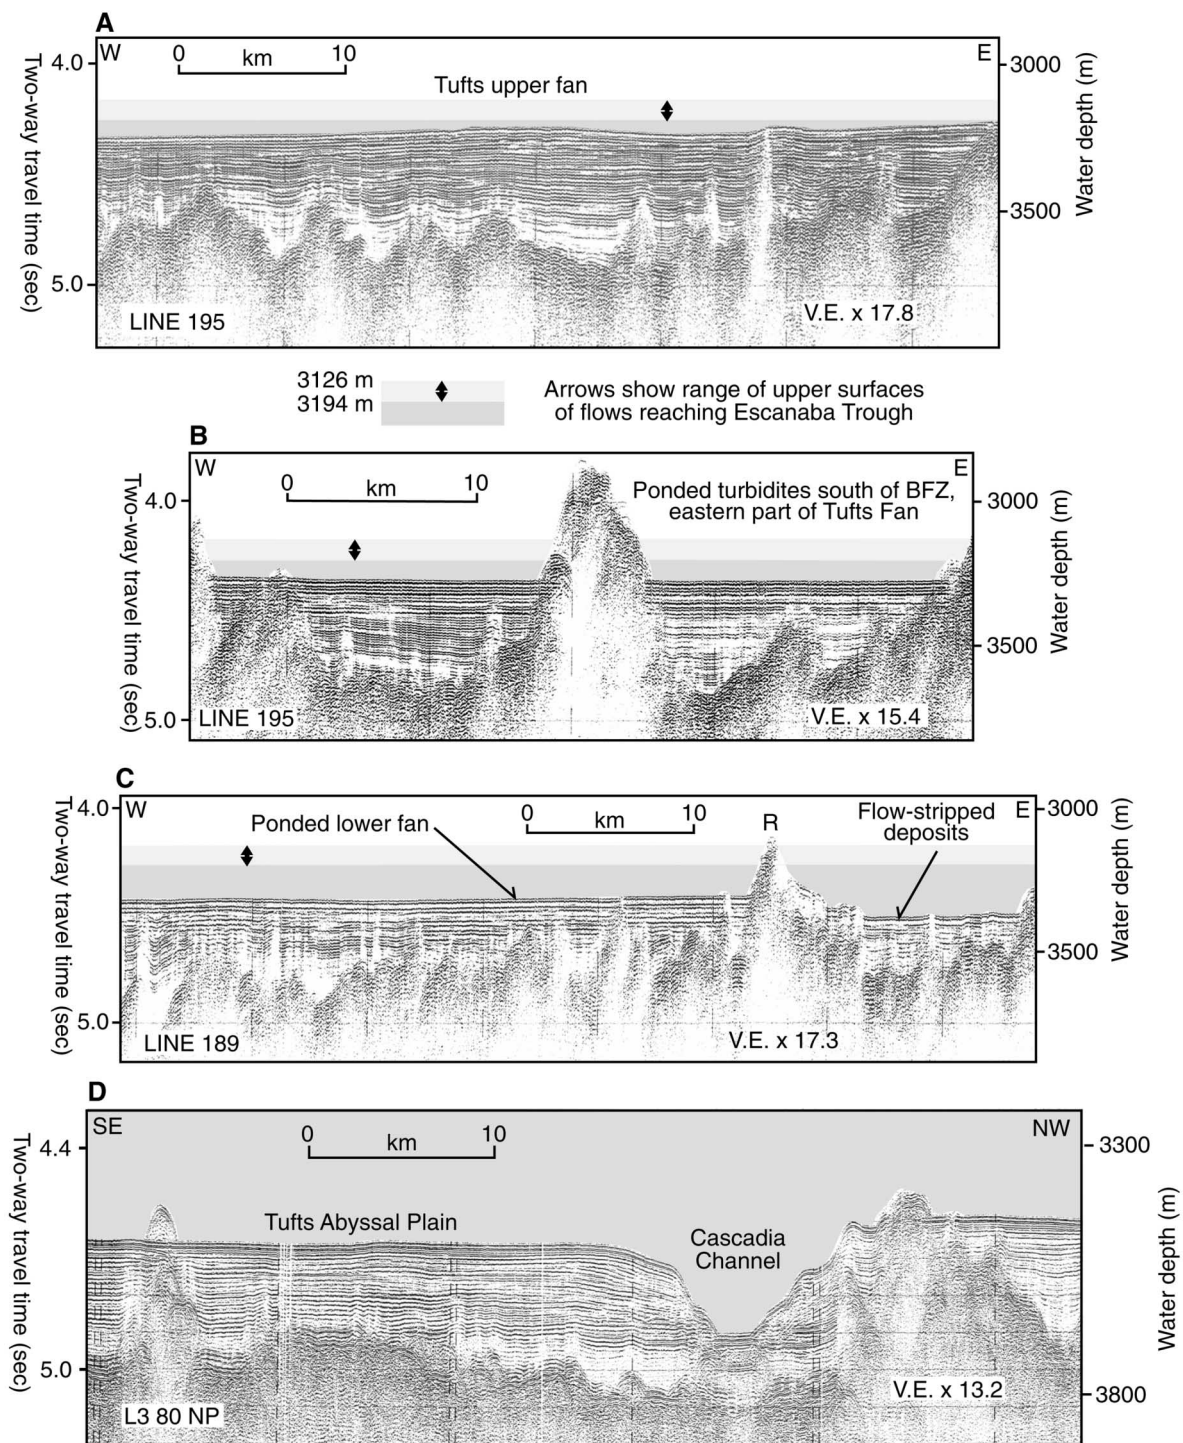 A
W
0
10
km
E
Tufts upper fan
4.0
5.0
Two-way travel time (sec)
3000
3500
Water depth (m)
LINE 195
V.E. x 17.8
3126 m
3194 m
Arrows show range of upper surfaces
of flows reaching Escanaba Trough
B
W
0
10
km
E
Ponded turbidites south of BFZ,
eastern part of Tufts Fan
4.0
5.0
Two-way travel time (sec)
3000
3500
Water depth (m)
LINE 195
V.E. x 15.4
C
W
Ponded lower fan
0
10
km
R
Flow-stripped
deposits
E
4.0
5.0
Two-way travel time (sec)
3000
3500
Water depth (m)
LINE 189
V.E. x 17.3
D
SE
0
10
km
NW
4.4
5.0
Two-way travel time (sec)
Tufts Abyssal Plain
Cascadia
Channel
3300
3800
Water depth (m)
L3 80 NP
V.E. x 13.2